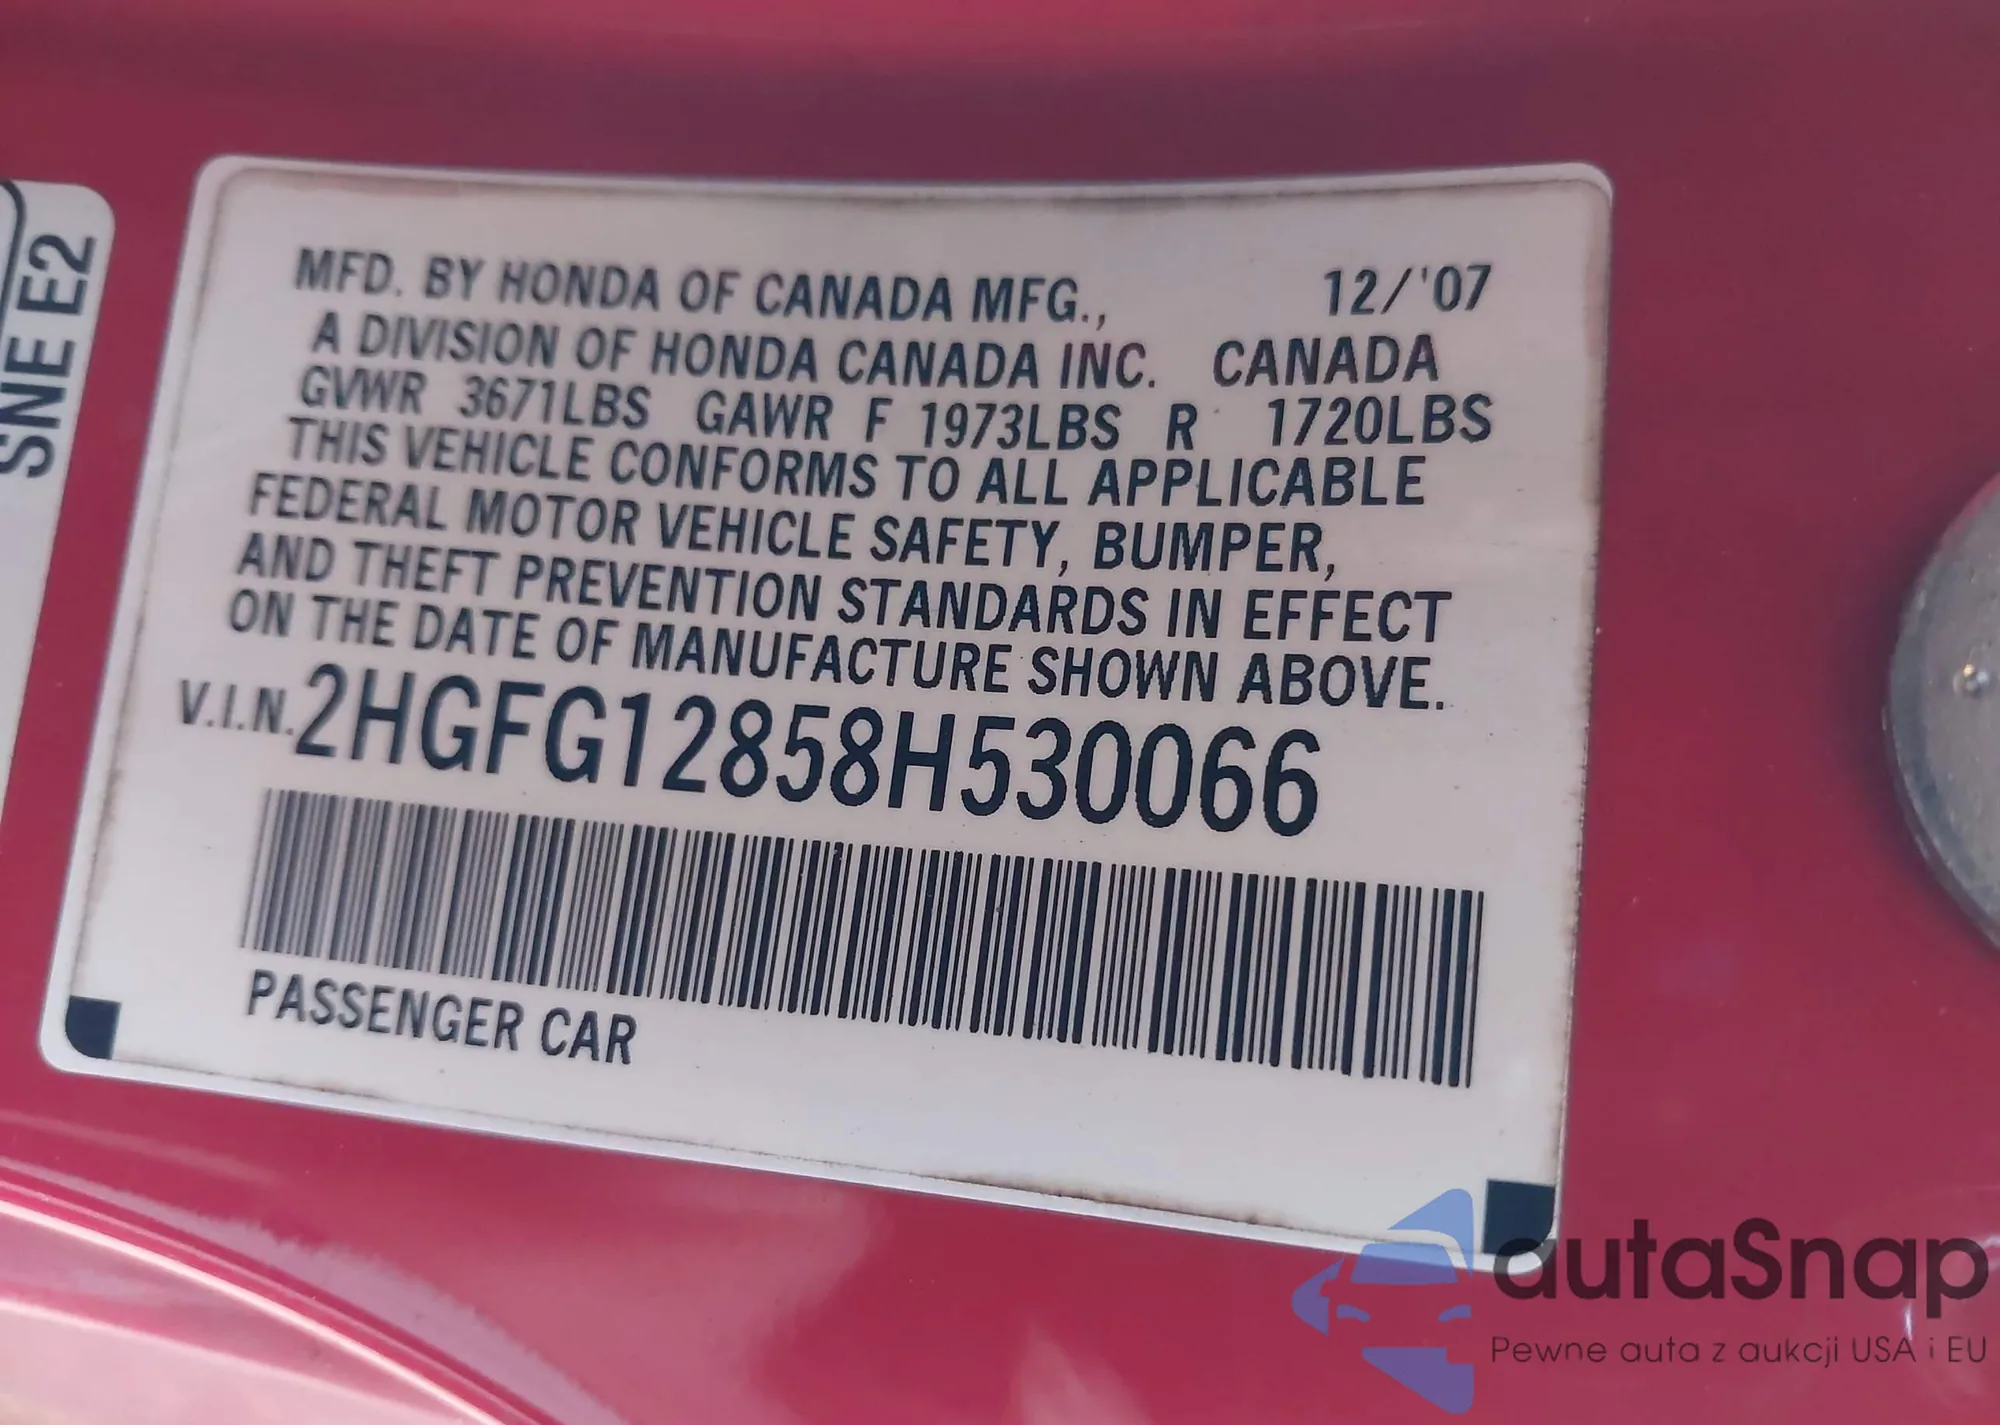 SNE E2
MFD. BY HONDA OF CANADA MFG., 12/'07
A DIVISION OF HONDA CANADA INC. CANADA
GVWR 3671LBS GAWR F 1973LBS R 1720LBS
THIS VEHICLE CONFORMS TO ALL APPLICABLE
FEDERAL MOTOR VEHICLE SAFETY, BUMPER,
AND THEFT PREVENTION STANDARDS IN EFFECT
ON THE DATE OF MANUFACTURE SHOWN ABOVE.
V.I.N. 2HGFG12858H530066
PASSENGER CAR
autaSnap
Pewne auta z aukcji USA i EU